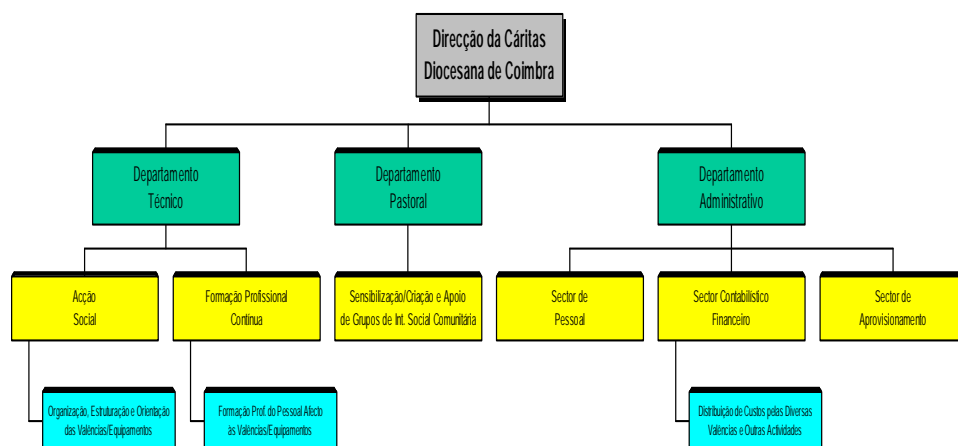 Direcção da Cáritas
Diocesana de Coimbra
Departamento
Técnico
Departamento
Pastoral
Departamento
Administrativo
Acção
Social
Formação Profissional
Contínua
Sensibilização/Criação e Apoio
de Grupos de Int. Social Comunitária
Sector de
Pessoal
Sector Contabilístico
Financeiro
Sector de
Aprovisionamento
Organização, Estruturação e Orientação
das Valências/Equipamentos
Formação Prof. do Pessoal Afecto
às Valências/Equipamentos
Distribuição de Custos pelas Diversas
Valências e Outras Actividades